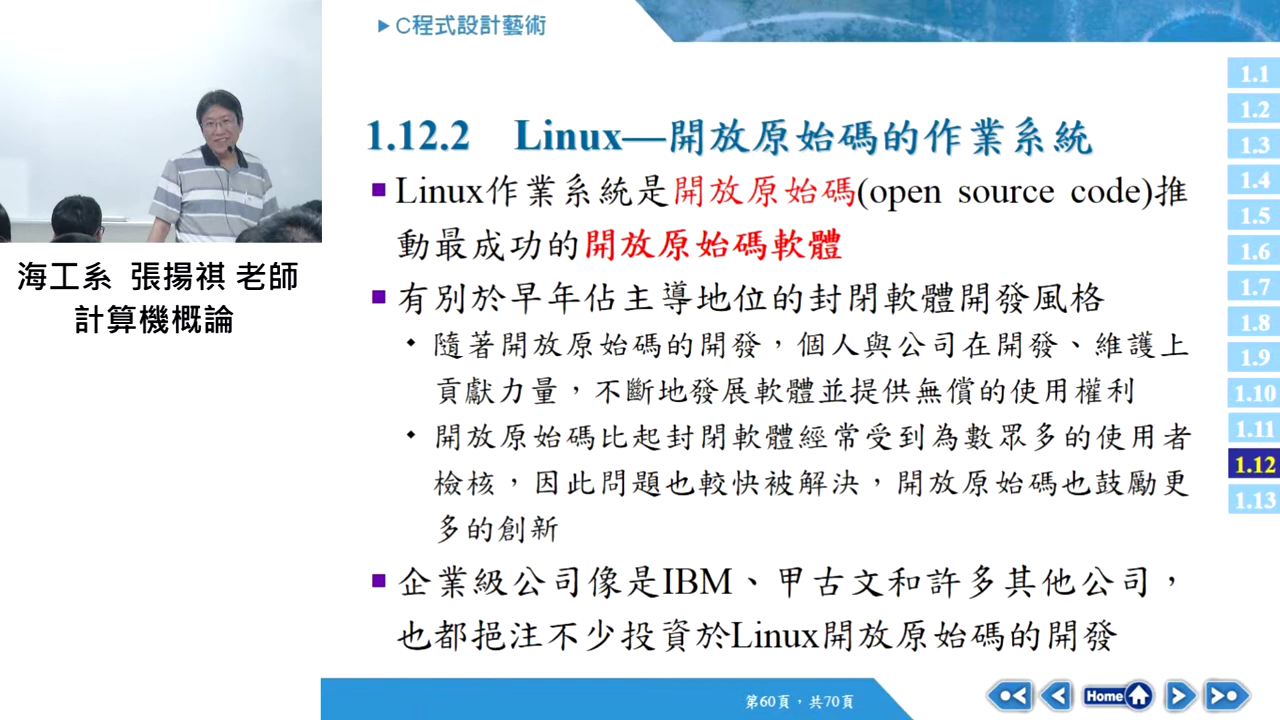 C程式設計藝術
海工系 張揚祺 老師
計算機概論
1.12.2 Linux—開放原始碼的作業系統
Linux作業系統是開放原始碼(open source code)推
動最成功的開放原始碼軟體
有別於早年佔主導地位的封閉軟體開發風格
隨著開放原始碼的開發，個人與公司在開發、維護上
貢獻力量，不斷地發展軟體並提供無償的使用權利
開放原始碼比起封閉軟體經常受到為數眾多的使用者
檢核，因此問題也較快被解決，開放原始碼也鼓勵更
多的創新
企業級公司像是IBM、甲古文和許多其他公司，
也都挹注不少投資於Linux開放原始碼的開發
1.1
1.2
1.3
1.4
1.5
1.6
1.7
1.8
1.9
1.10
1.11
1.12
1.13
第60頁，共70頁
Home